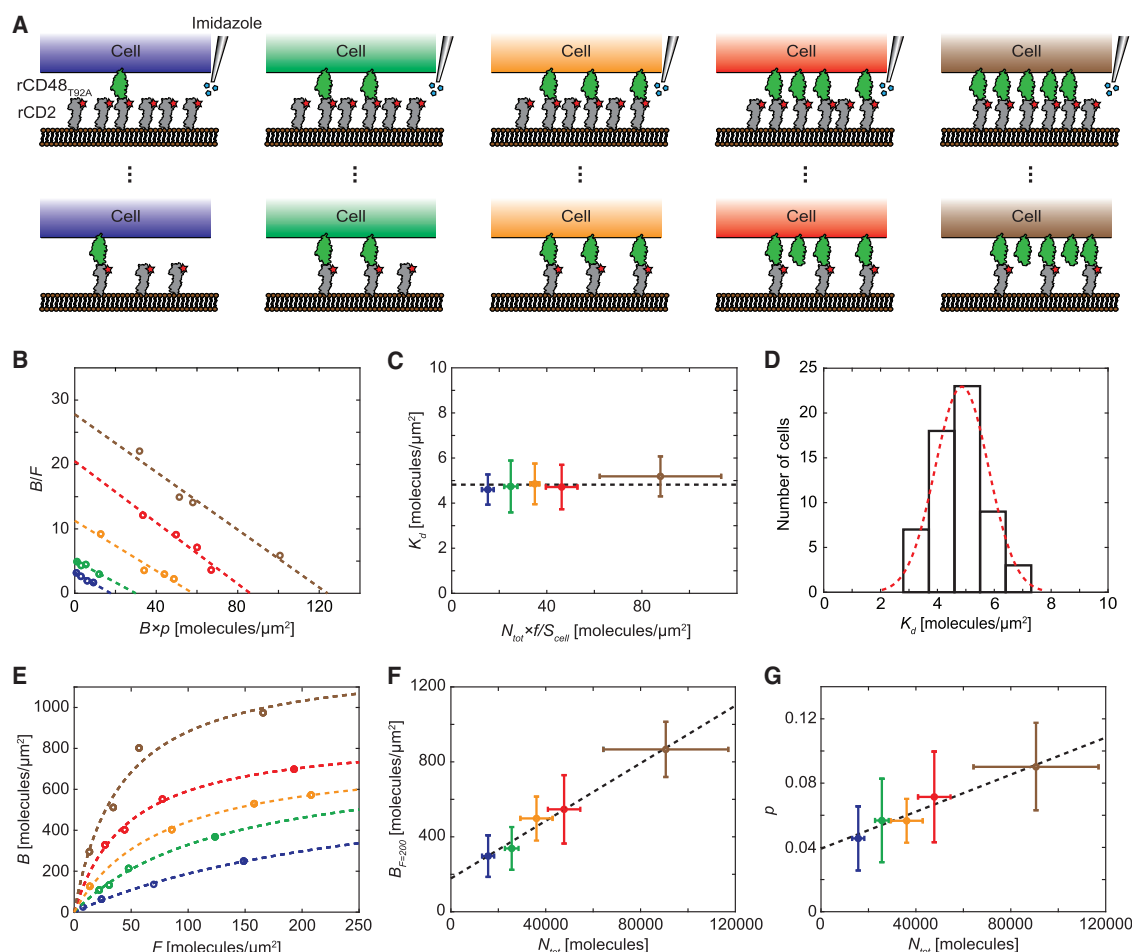 A
Imidazole
Cell Cell Cell Cell Cell
rCD48T92A
rCD2
⋮ ⋮ ⋮ ⋮ ⋮
Cell Cell Cell Cell Cell
B
B/F
30
20
10
0
0 40 80 120
B×p [molecules/µm²]
C
Kd [molecules/µm²]
10
8
6
4
2
0
0 40 80
Ntot×f/Scell [molecules/µm²]
D
Number of cells
25
20
15
10
5
0
0 2 4 6 8 10
Kd [molecules/µm²]
E
B [molecules/µm²]
1000
800
600
400
200
0
0 50 100 150 200 250
F [molecules/µm²]
F
BF=200 [molecules/µm²]
1200
800
400
0
0 40000 80000 120000
Ntot [molecules]
G
p
0.12
0.08
0.04
0
0 40000 80000 120000
Ntot [molecules]